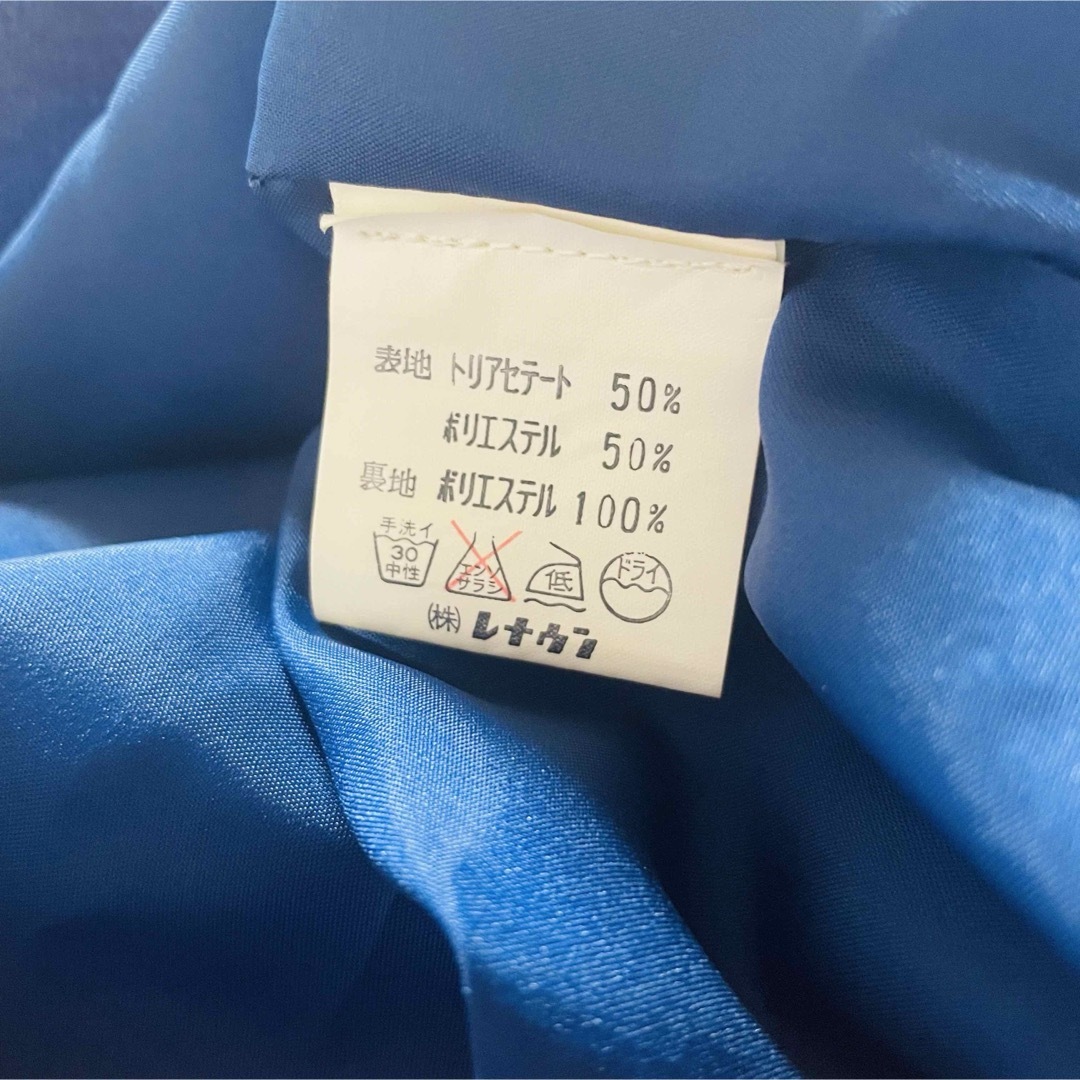 表地 トリアセテート 50%
ポリエステル 50%
裏地 ポリエステル 100%
手洗イ
30
中性
エンソ
サラシ
低
ドライ
(株) レナウン